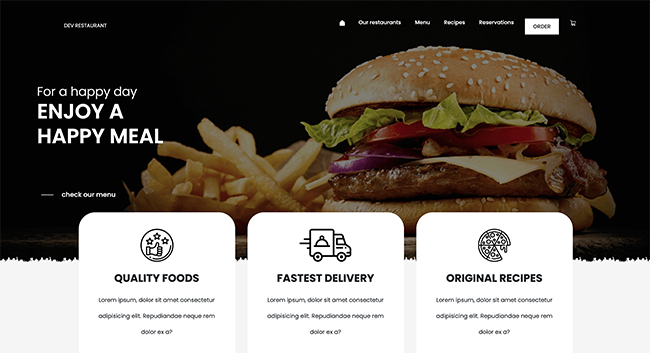 DEV RESTAURANT
Our restaurants
Menu
Recipes
Reservations
ORDER
For a happy day
ENJOY A
HAPPY MEAL
check our menu
QUALITY FOODS
Lorem ipsum, dolor sit amet consectetur
adipisicing elit. Repudiandae neque rem
dolor ex a?
FASTEST DELIVERY
Lorem ipsum, dolor sit amet consectetur
adipisicing elit. Repudiandae neque rem
dolor ex a?
ORIGINAL RECIPES
Lorem ipsum, dolor sit amet consectetur
adipisicing elit. Repudiandae neque rem
dolor ex a?